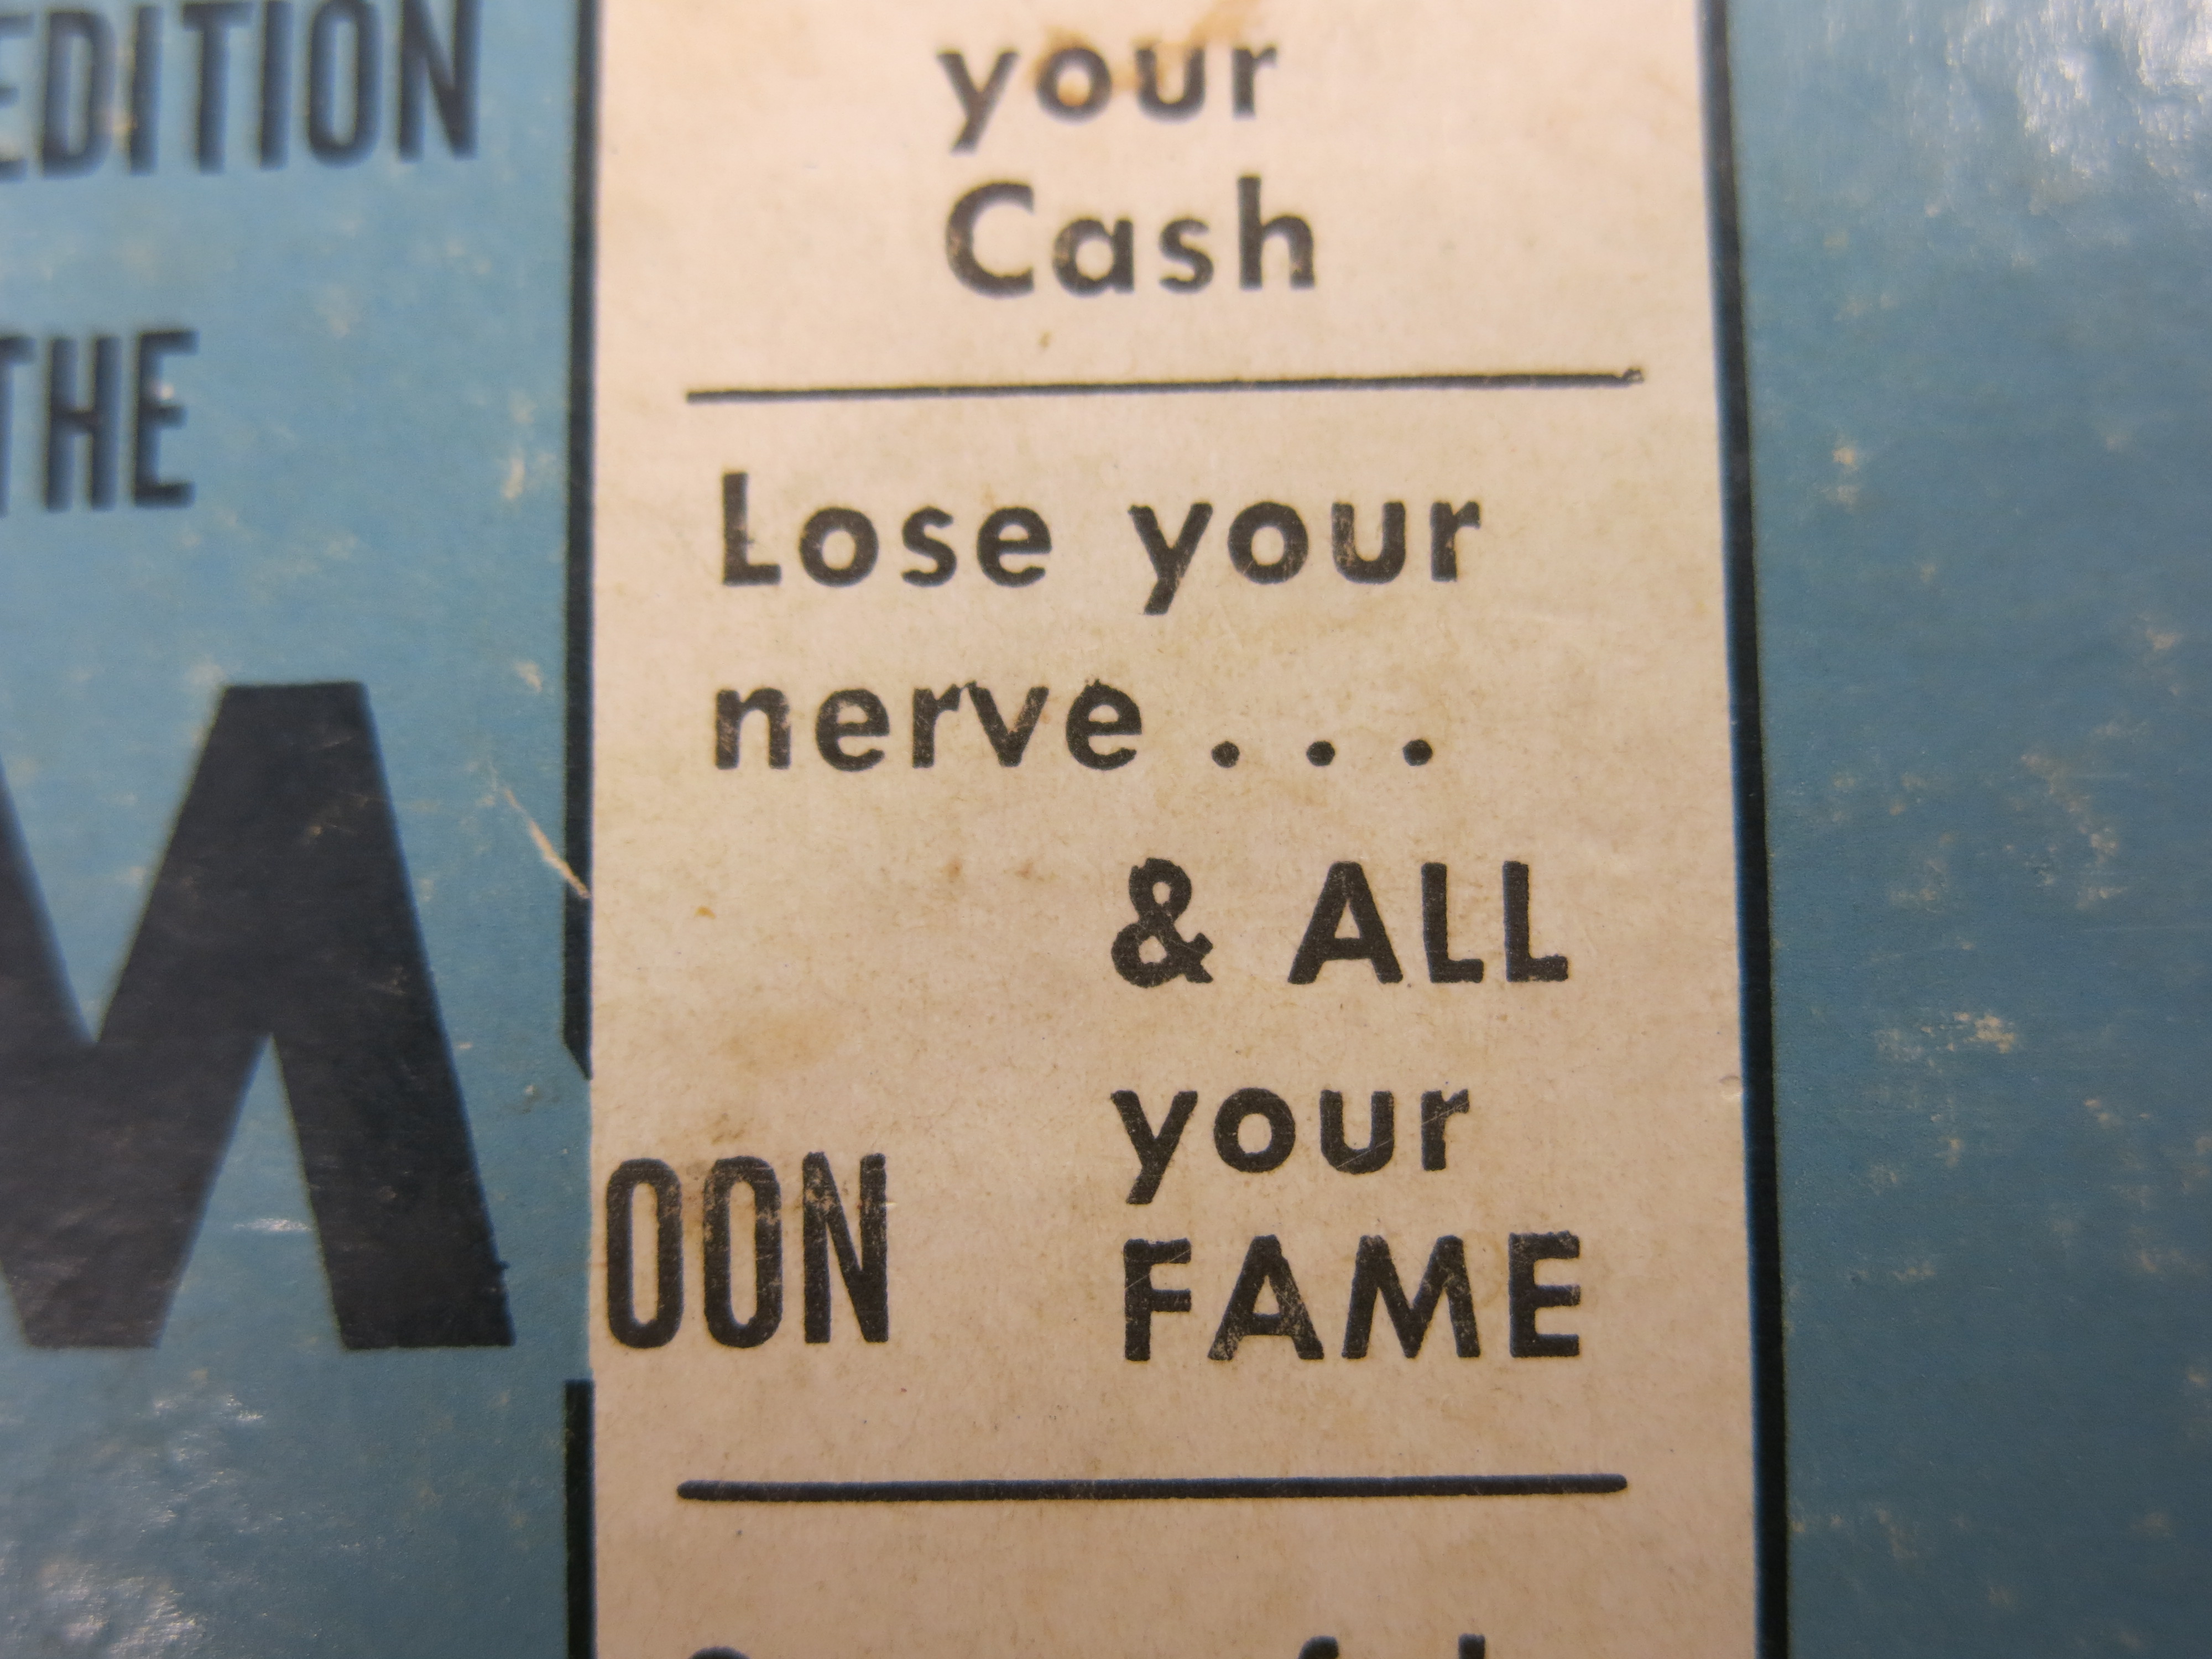 EDITION
THE
M
OON
your
Cash
Lose your
nerve . . .
& ALL
your
FAME